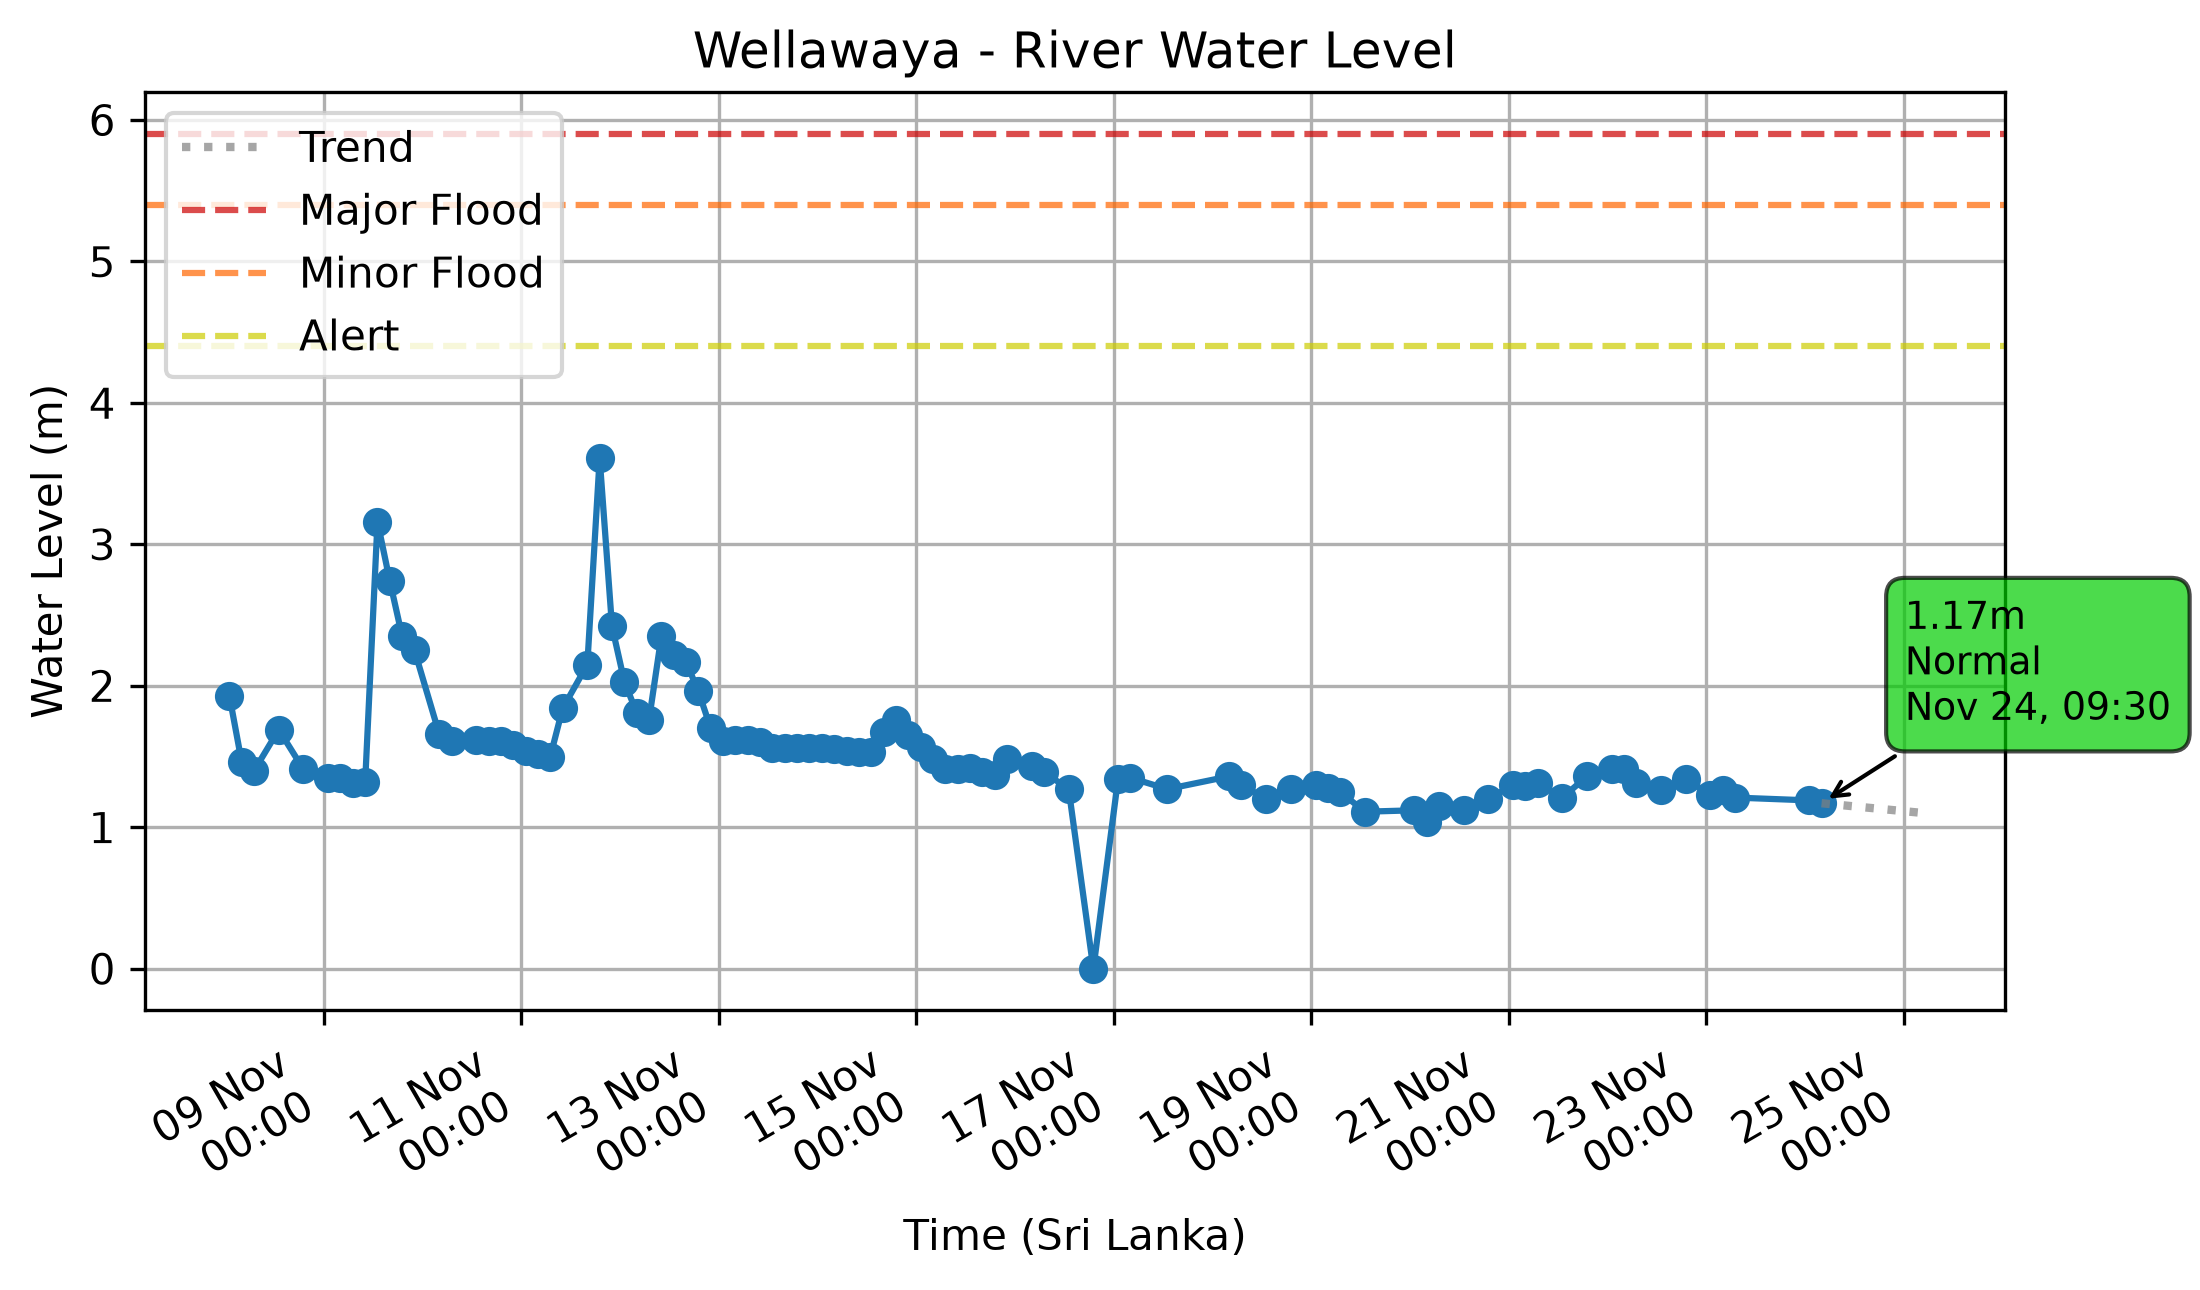 Wellawaya - River Water Level
6
5
4
3
2
1
0
Water Level (m)
Trend
Major Flood
Minor Flood
Alert
1.17m
Normal
Nov 24, 09:30
09 Nov
00:00
11 Nov
00:00
13 Nov
00:00
15 Nov
00:00
17 Nov
00:00
19 Nov
00:00
21 Nov
00:00
23 Nov
00:00
25 Nov
00:00
Time (Sri Lanka)